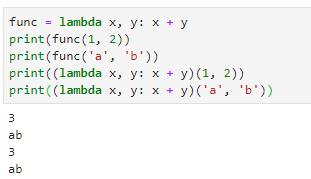 func = lambda x, y: x + y
print(func(1, 2))
print(func('a', 'b'))
print((lambda x, y: x + y)(1, 2))
print((lambda x, y: x + y)('a', 'b'))
3
ab
3
ab